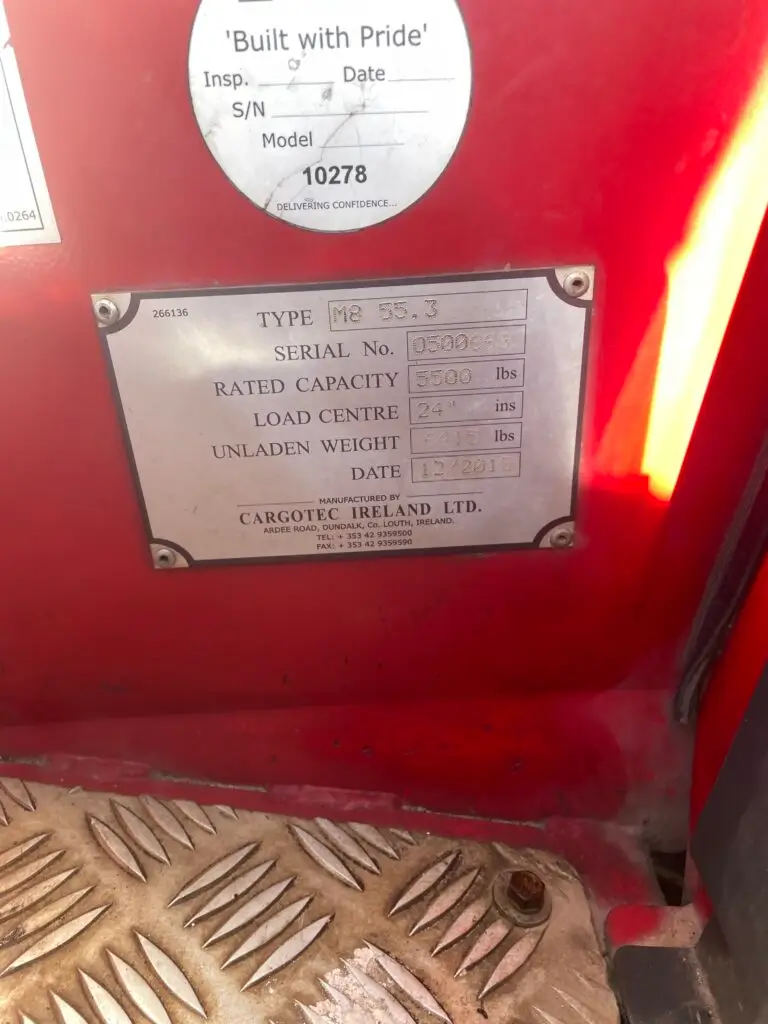 'Built with Pride'
Insp. Date
S/N
Model
10278
DELIVERING CONFIDENCE...
.0264
266136
TYPE M8 55.3
SERIAL No.
RATED CAPACITY 5500 lbs
LOAD CENTRE 24" ins
UNLADEN WEIGHT lbs
DATE
MANUFACTURED BY
CARGOTEC IRELAND LTD.
ARDEE ROAD, DUNDALK, Co. LOUTH, IRELAND.
TEL: + 353 42 9359500
FAX: + 353 42 9359590